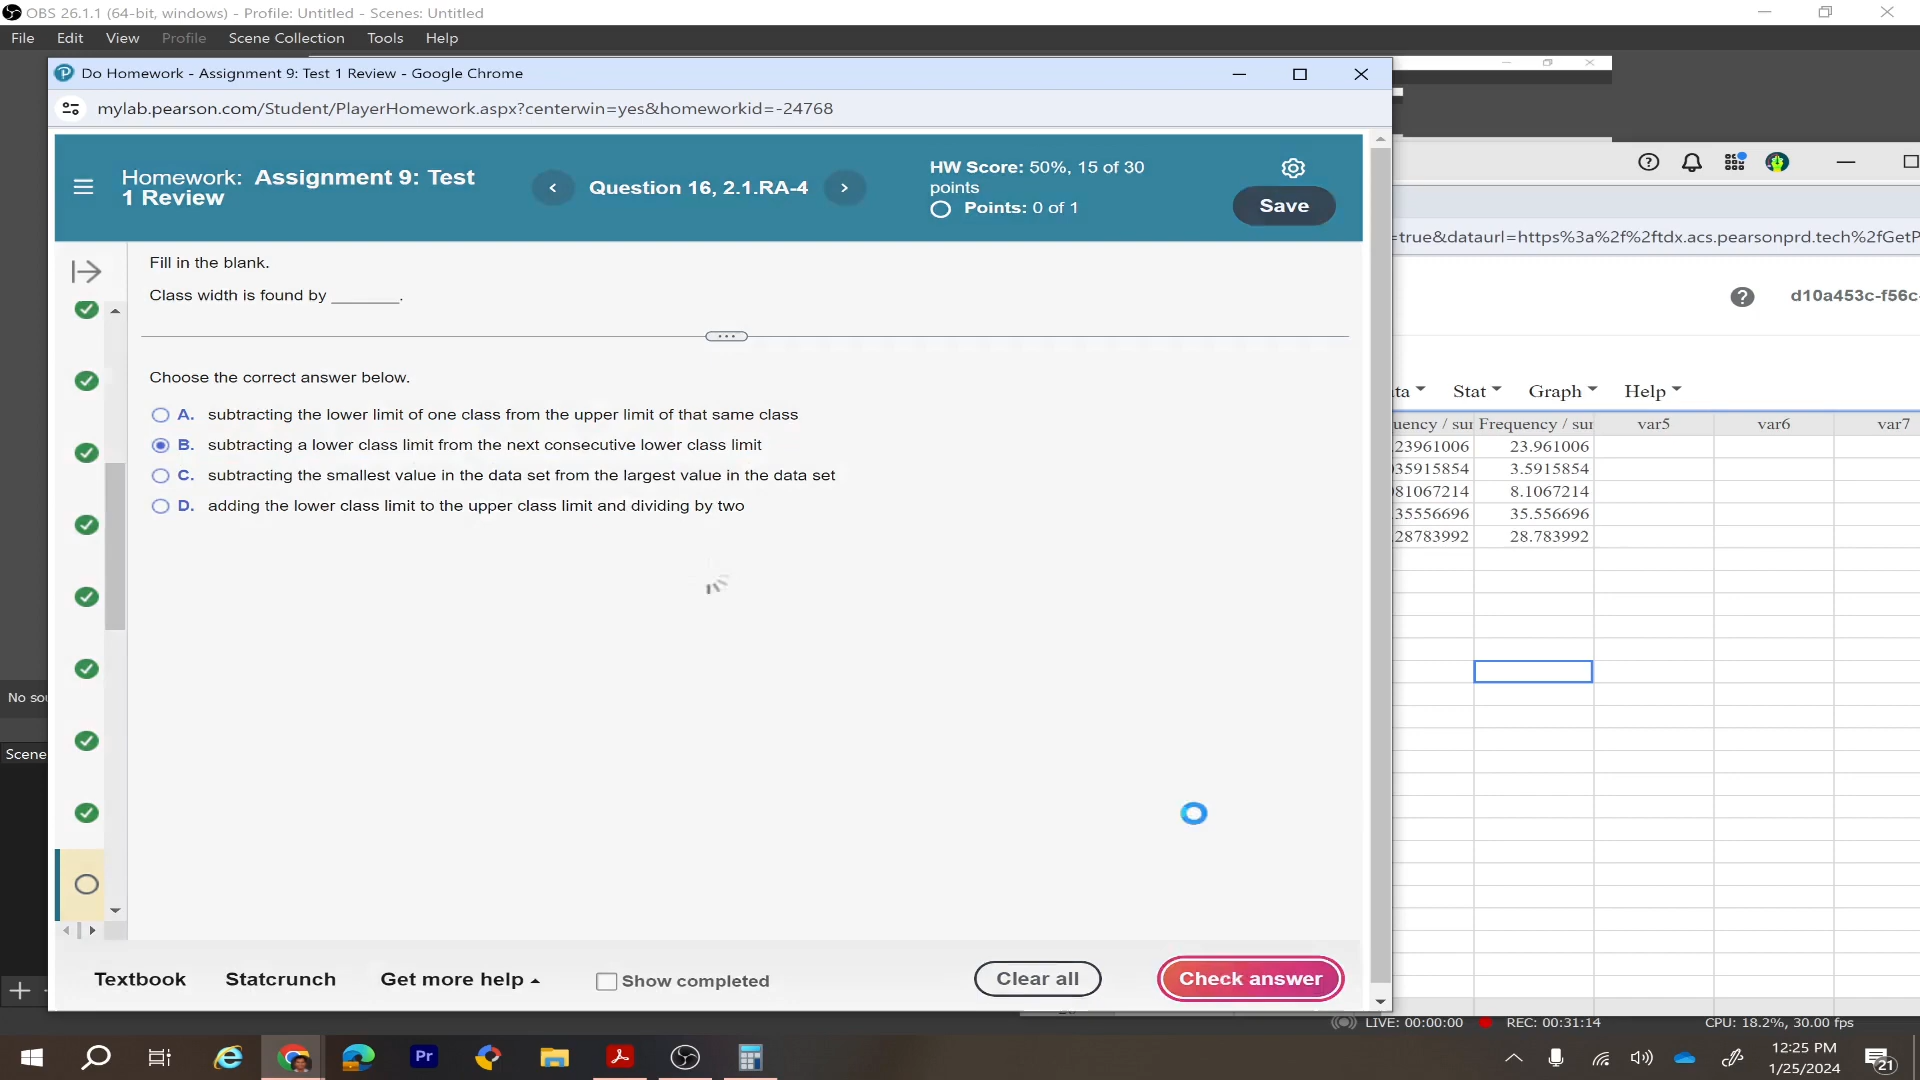 OBS 26.1.1 (64-bit, windows) - Profile: Untitled - Scenes: Untitled
File Edit View Profile Scene Collection Tools Help
Do Homework - Assignment 9: Test 1 Review - Google Chrome
mylab.pearson.com/Student/PlayerHomework.aspx?centerwin=yes&homeworkid=-24768
Homework: Assignment 9: Test
1 Review
Question 16, 2.1.RA-4
HW Score: 50%, 15 of 30
points
Points: 0 of 1
Save
Fill in the blank.
Class width is found by ________.
Choose the correct answer below.
A. subtracting the lower limit of one class from the upper limit of that same class
B. subtracting a lower class limit from the next consecutive lower class limit
C. subtracting the smallest value in the data set from the largest value in the data set
D. adding the lower class limit to the upper class limit and dividing by two
Textbook Statcrunch Get more help Show completed Clear all Check answer
=true&dataurl=https%3a%2f%2ftdx.acs.pearsonprd.tech%2fGetP
d10a453c-f56c-
ta Stat Graph Help
uency / sur Frequency / sur var5 var6 var7
23961006 23.961006
35915854 3.5915854
81067214 8.1067214
35556696 35.556696
28783992 28.783992
No sou
Scene
LIVE: 00:00:00 REC: 00:31:14 CPU: 18.2%, 30.00 fps
Pr
12:25 PM
1/25/2024
21